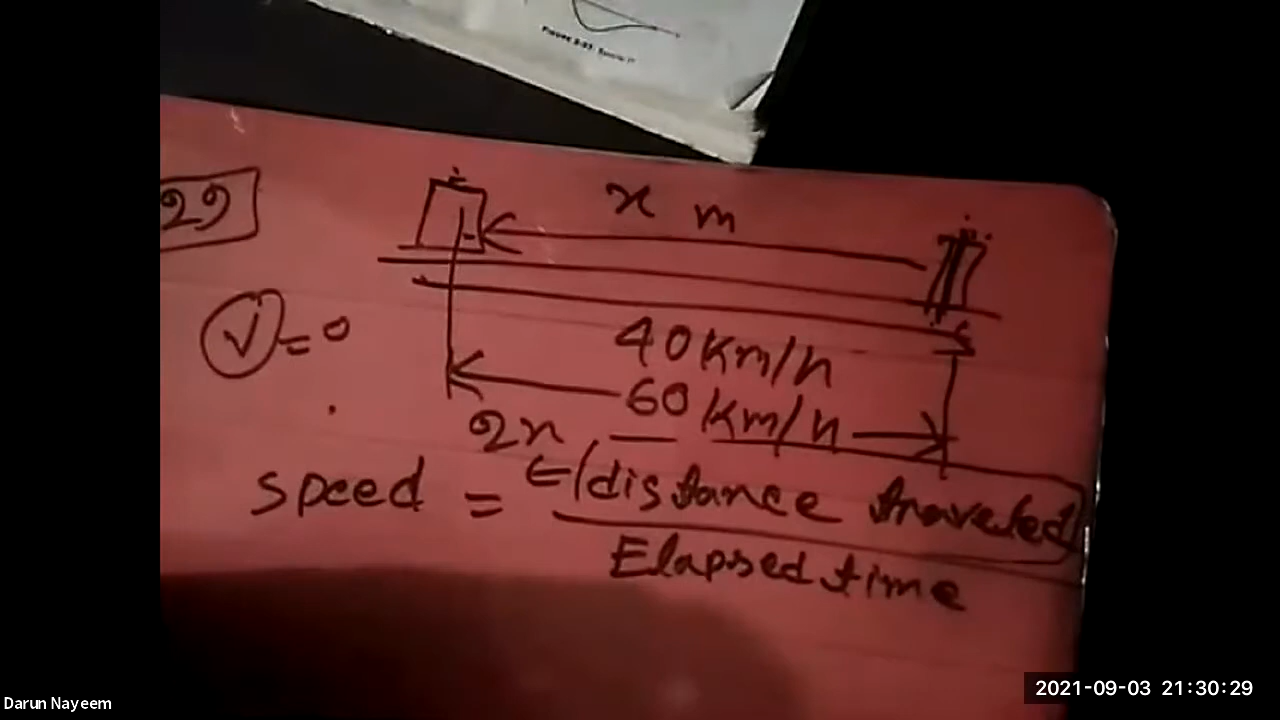 29
x m
V = 0
40 km/h
60 km/h
2x
speed = (distance traveled)
Elapsed time
Darun Nayeem
2021-09-03 21:30:29